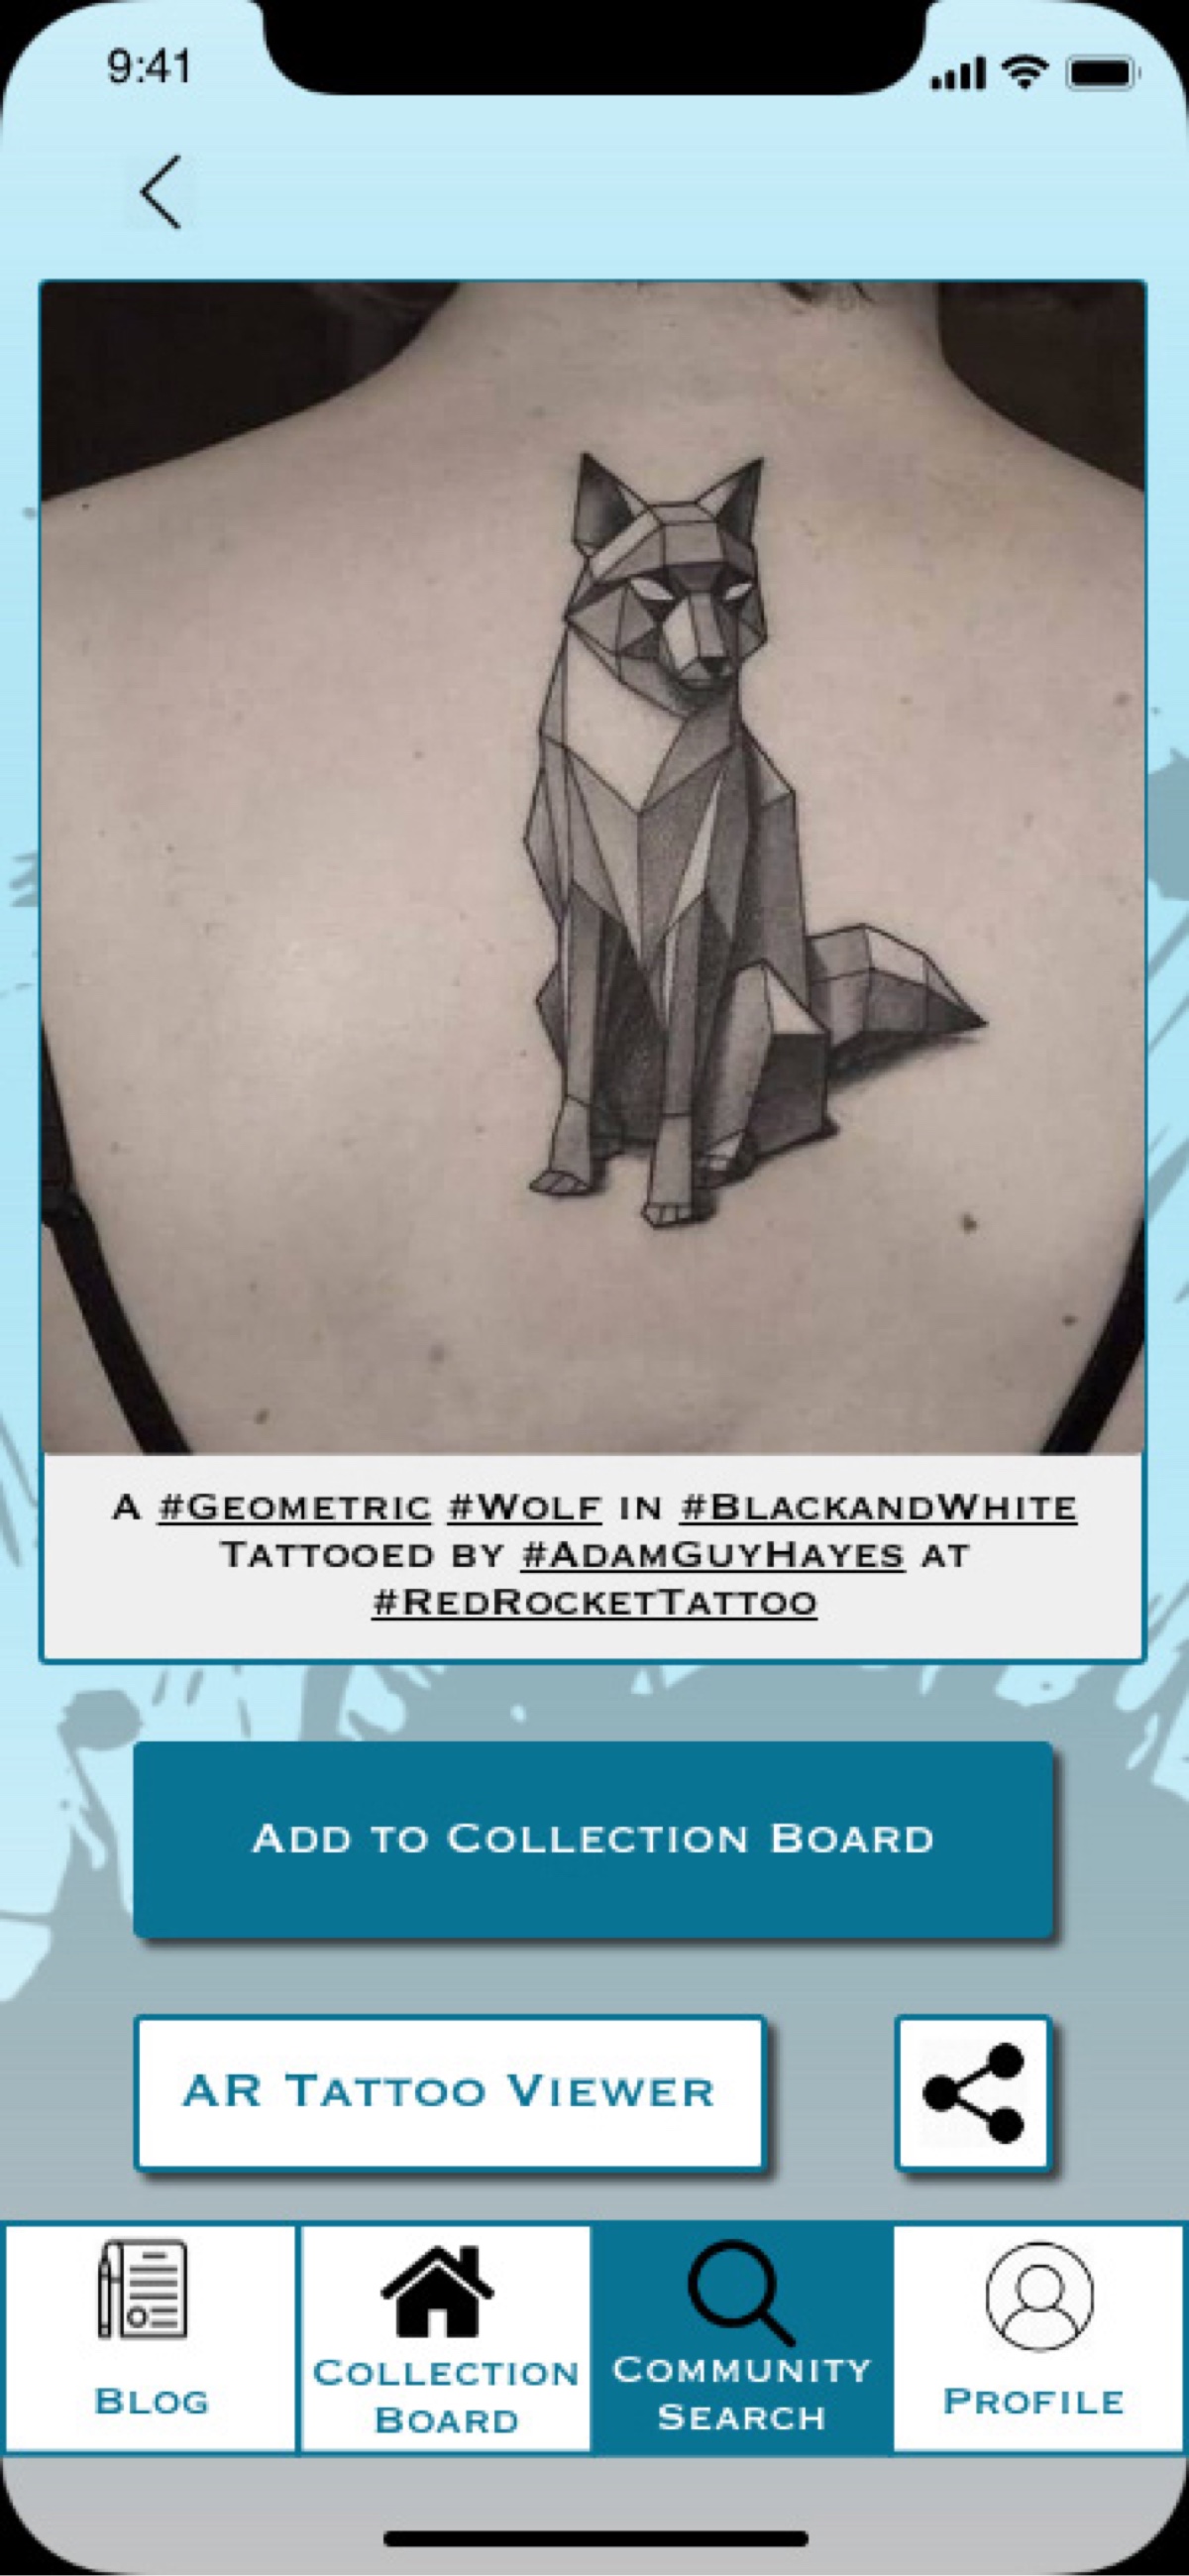 9:41
A #GEOMETRIC #WOLF IN #BLACKANDWHITE
TATTOOED BY #ADAMGUYHAYES AT
#REDROCKETTATTOO
ADD TO COLLECTION BOARD
AR TATTOO VIEWER
BLOG
COLLECTION
BOARD
COMMUNITY
SEARCH
PROFILE